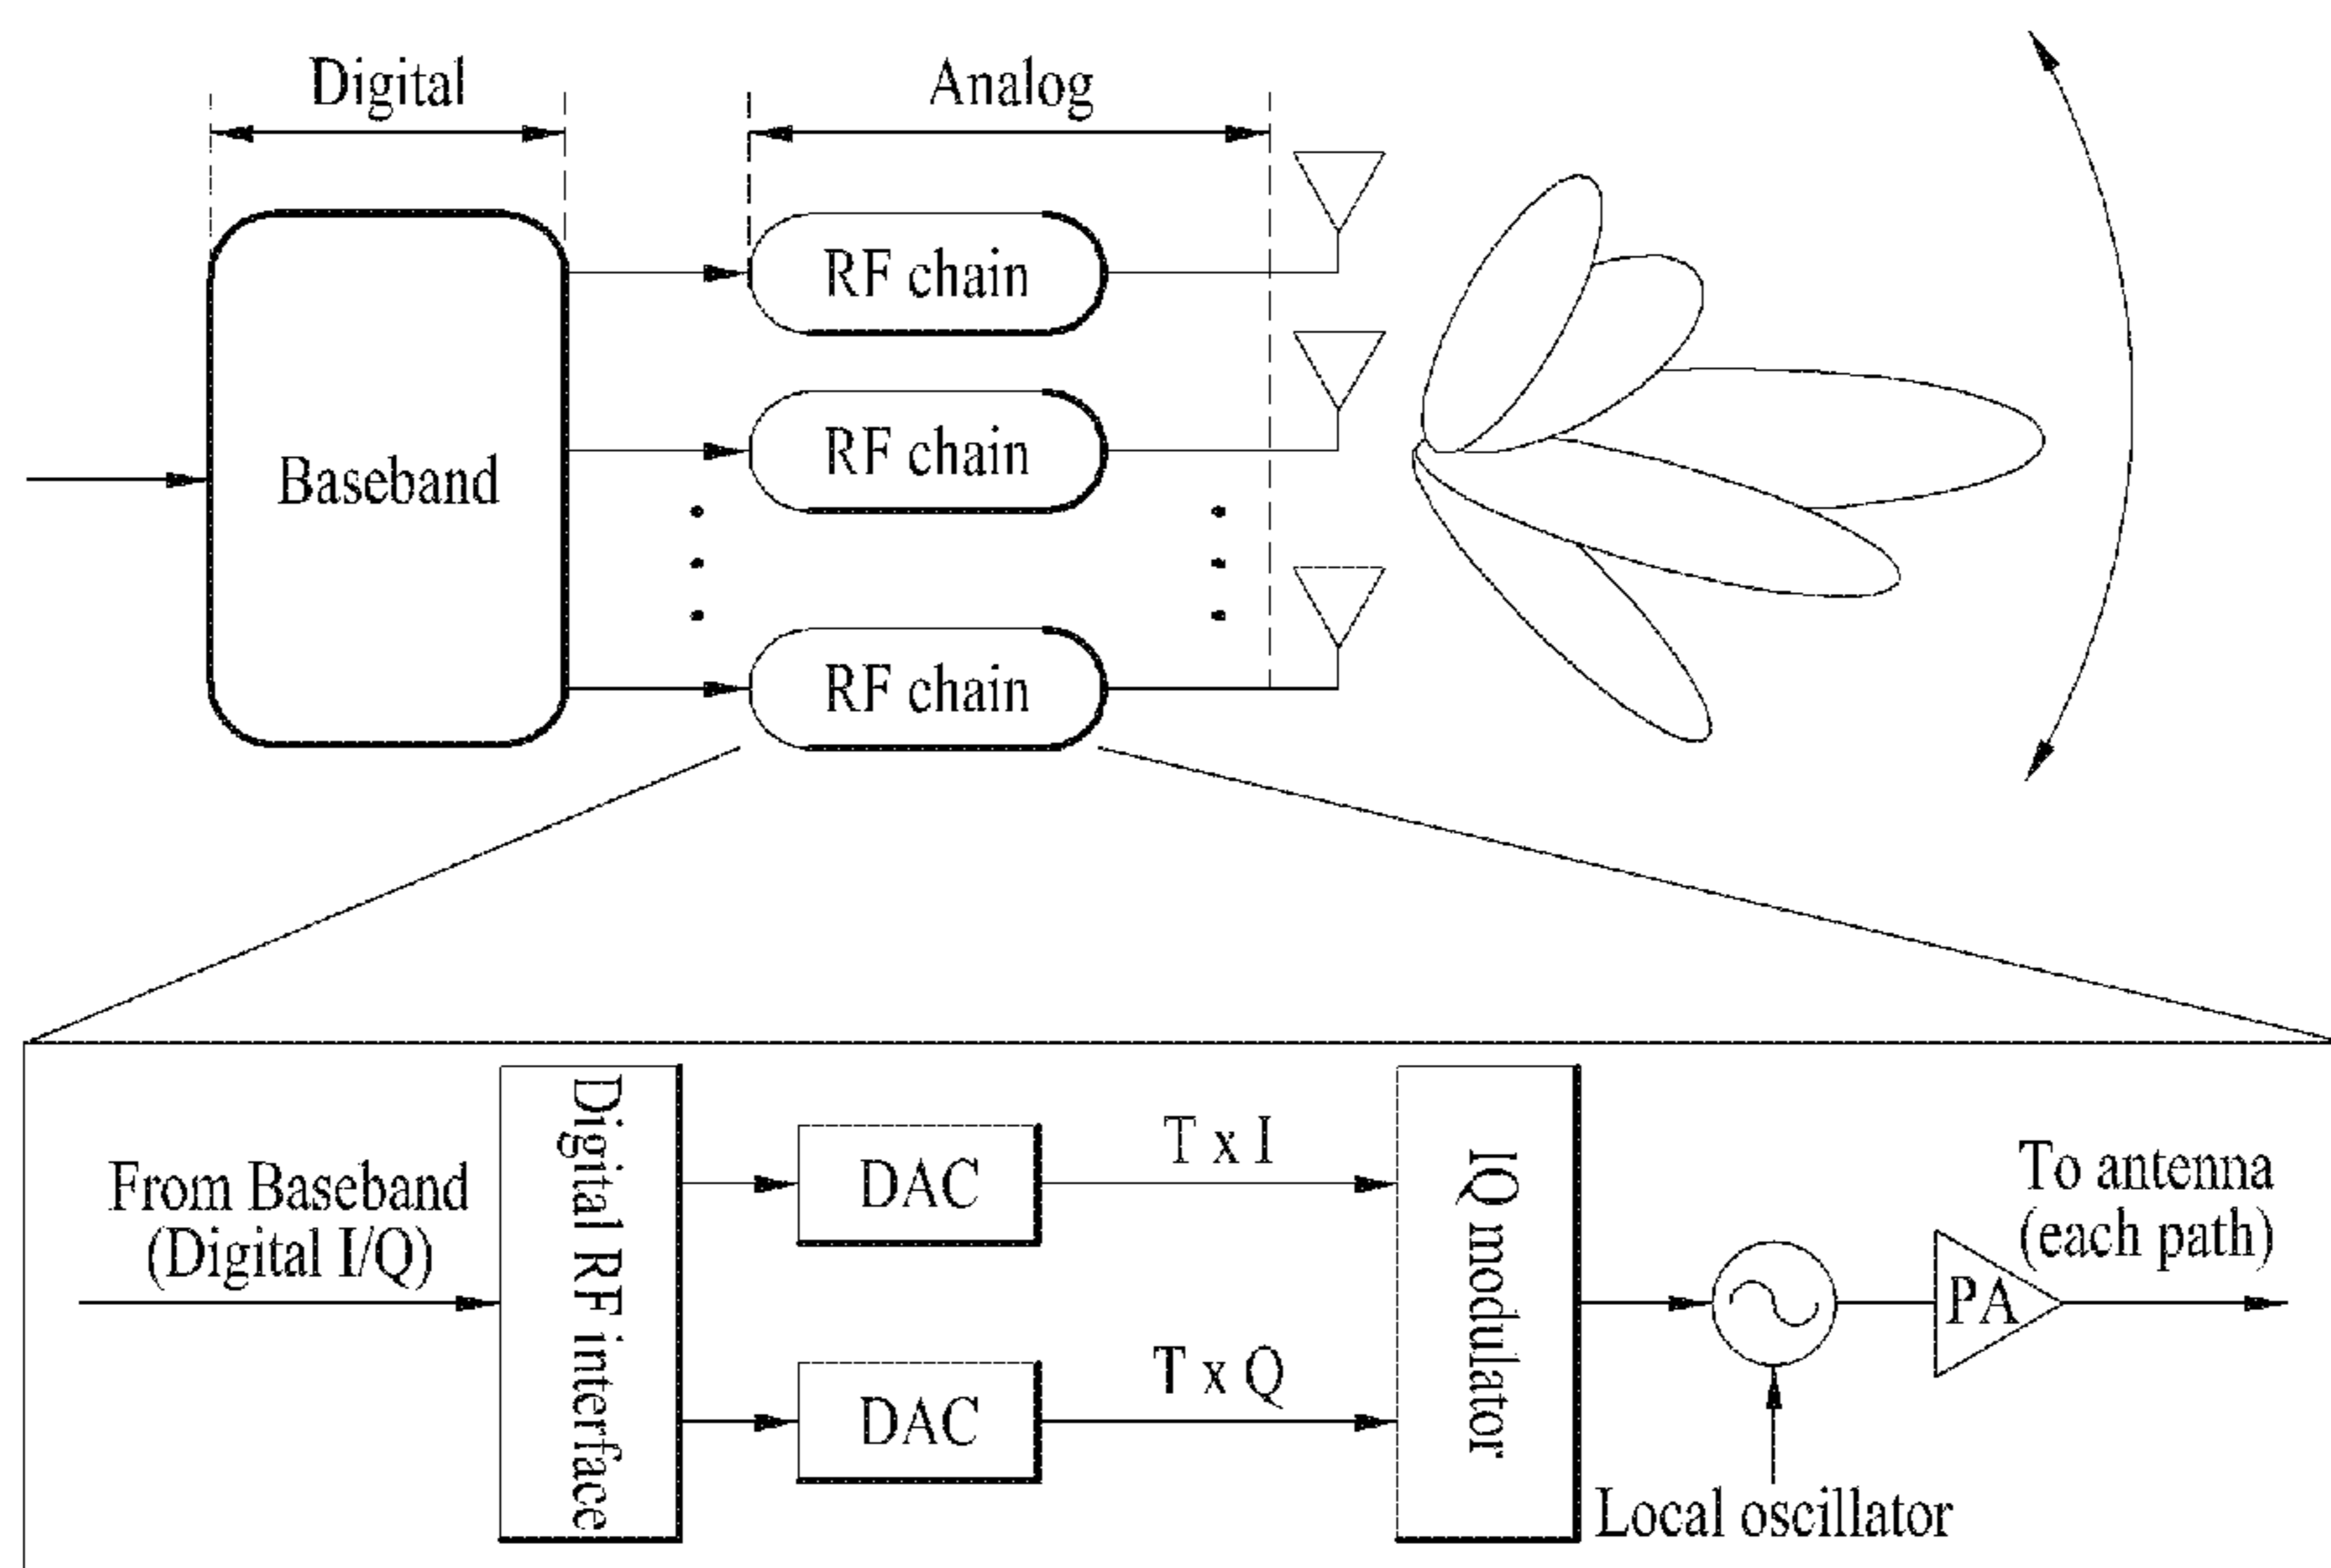 Digital
Analog
RF chain
RF chain
Baseband
RF chain
From Baseband
(Digital I/Q)
Digital RF interface
DAC
DAC
T x I
T x Q
IQ modulator
Local oscillator
PA
To antenna
(each path)